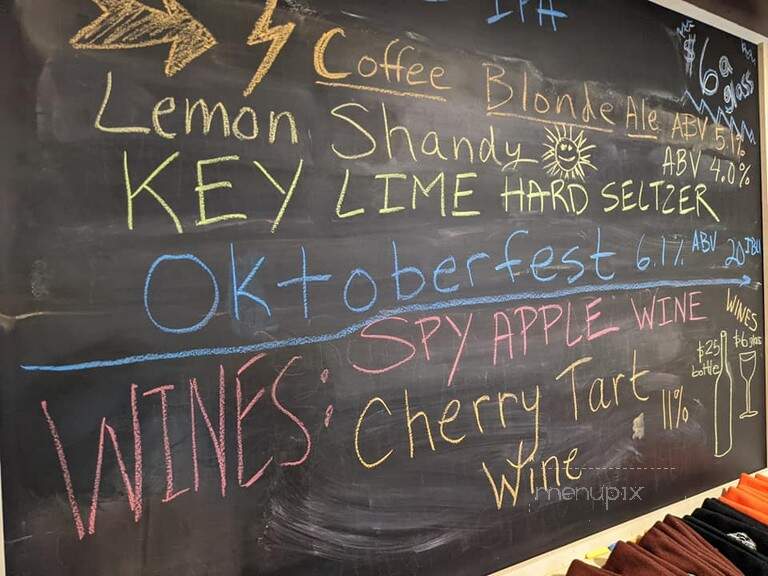 IPA
$6 a glass
Coffee Blonde Ale ABV 5.1%
Lemon Shandy ABV 4.0%
KEY LIME HARD SELTZER
Oktoberfest 6.1% ABV 20 IBU
WINES: SPY APPLE WINE
Cherry Tart Wine 11%
WINES
$25 bottle
$6 glass
menupix